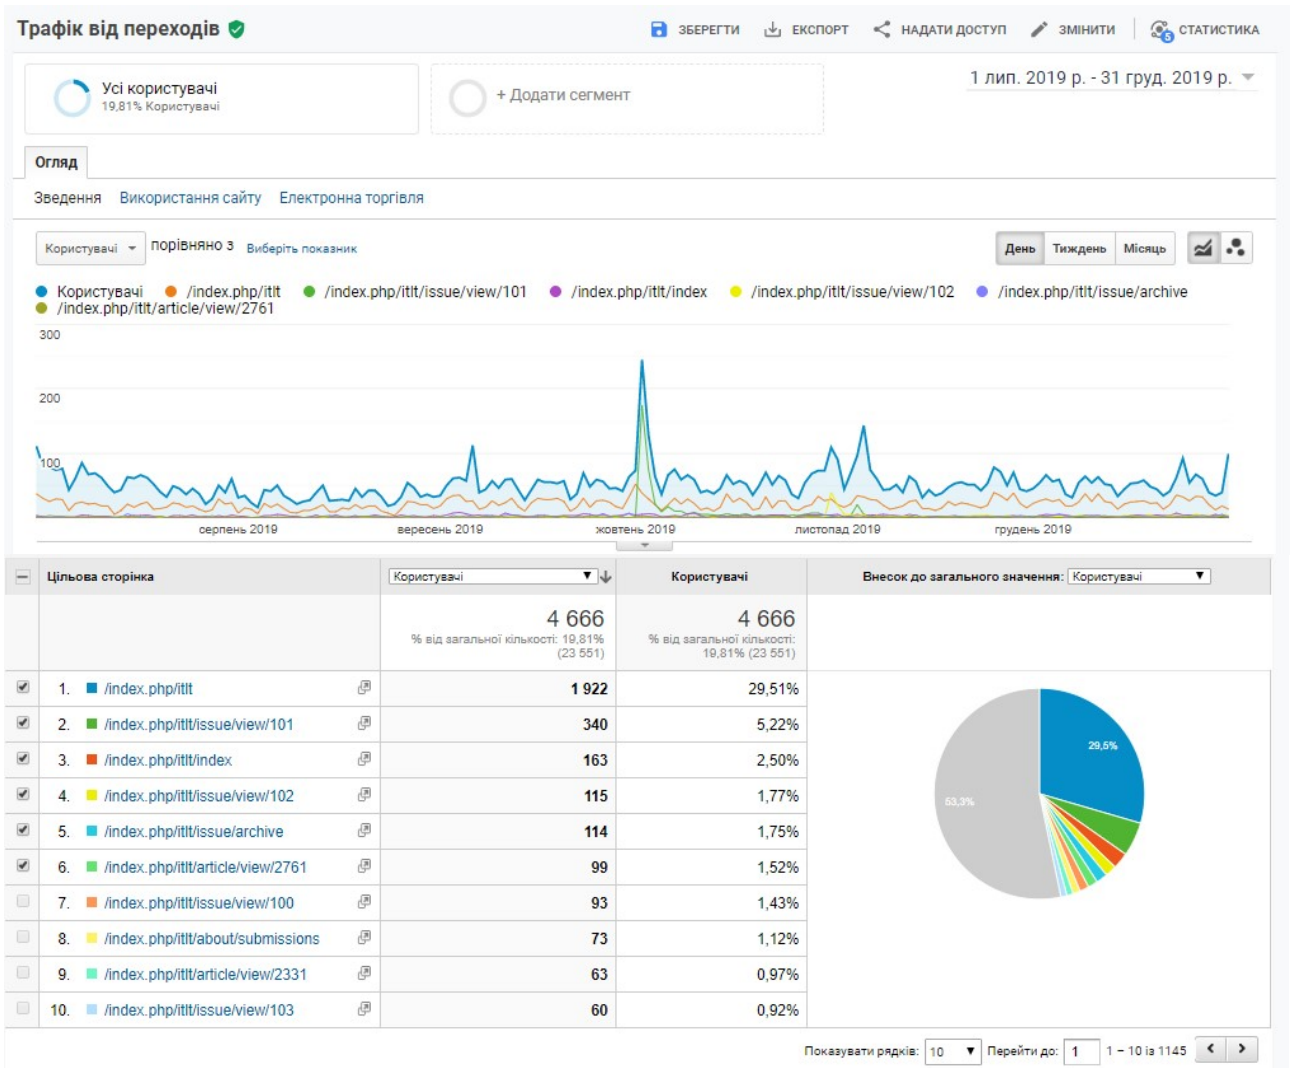 Трафік від переходів
ЗБЕРЕГТИ ЕКСПОРТ НАДАТИ ДОСТУП ЗМІНИТИ 5 СТАТИСТИКА
Усі користувачі
19,81% Користувачі
+ Додати сегмент
1 лип. 2019 р. - 31 груд. 2019 р.
Огляд
Зведення Використання сайту Електронна торгівля
Користувачі порівняно з Виберіть показник
День Тиждень Місяць
Користувачі /index.php/itlt /index.php/itlt/issue/view/101 /index.php/itlt/index /index.php/itlt/issue/view/102 /index.php/itlt/issue/archive
/index.php/itlt/article/view/2761
300
200
100
серпень 2019 вересень 2019 жовтень 2019 листопад 2019 грудень 2019
Цільова сторінка Користувачі Користувачі Внесок до загального значення: Користувачі
4 666 4 666
% від загальної кількості: 19,81% % від загальної кількості:
(23 551) 19,81% (23 551)
1. /index.php/itlt 1 922 29,51%
2. /index.php/itlt/issue/view/101 340 5,22%
3. /index.php/itlt/index 163 2,50%
4. /index.php/itlt/issue/view/102 115 1,77%
5. /index.php/itlt/issue/archive 114 1,75%
6. /index.php/itlt/article/view/2761 99 1,52%
7. /index.php/itlt/issue/view/100 93 1,43%
8. /index.php/itlt/about/submissions 73 1,12%
9. /index.php/itlt/article/view/2331 63 0,97%
10. /index.php/itlt/issue/view/103 60 0,92%
29,5%
53,3%
Показувати рядків: 10 Перейти до: 1 1 – 10 із 1145